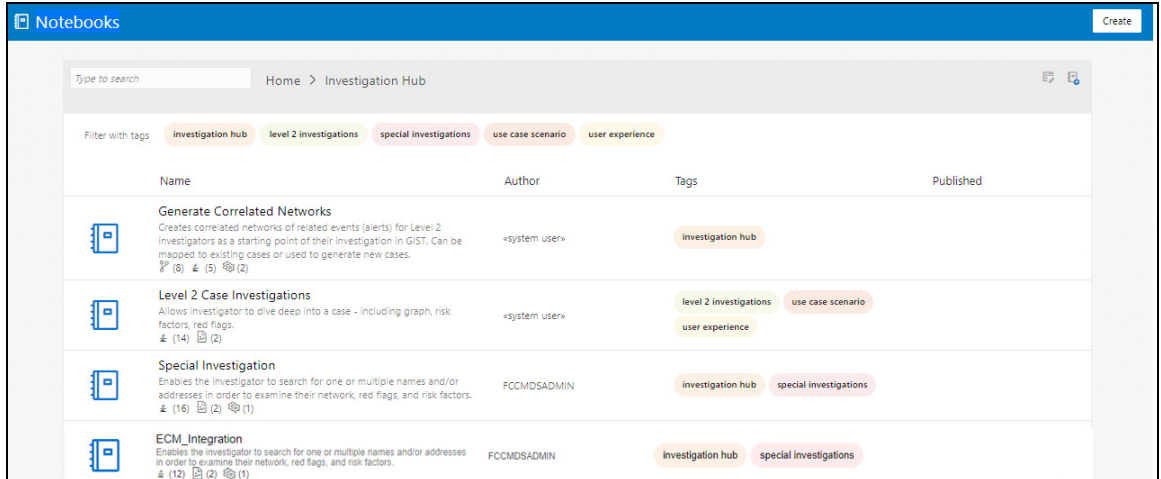 Notebooks
Create
Type to search
Home > Investigation Hub
Filter with tags investigation hub level 2 investigations special investigations use case scenario user experience
Name Author Tags Published
Generate Correlated Networks
Creates correlated networks of related events (alerts) for Level 2
investigators as a starting point of their investigation in GIST. Can be
mapped to existing cases or used to generate new cases.
(8) (5) (2)
«system user»
investigation hub
Level 2 Case Investigations
Allows investigator to dive deep into a case - including graph, risk
factors, red flags.
(14) (2)
«system user»
level 2 investigations use case scenario
user experience
Special Investigation
Enables the investigator to search for one or multiple names and/or
addresses in order to examine their network, red flags, and risk factors.
(16) (2) (1)
FCCMDSADMIN
investigation hub special investigations
ECM_Integration
Enables the investigator to search for one or multiple names and/or addresses
in order to examine their network, red flags, and risk factors.
(12) (2) (1)
FCCMDSADMIN
investigation hub special investigations